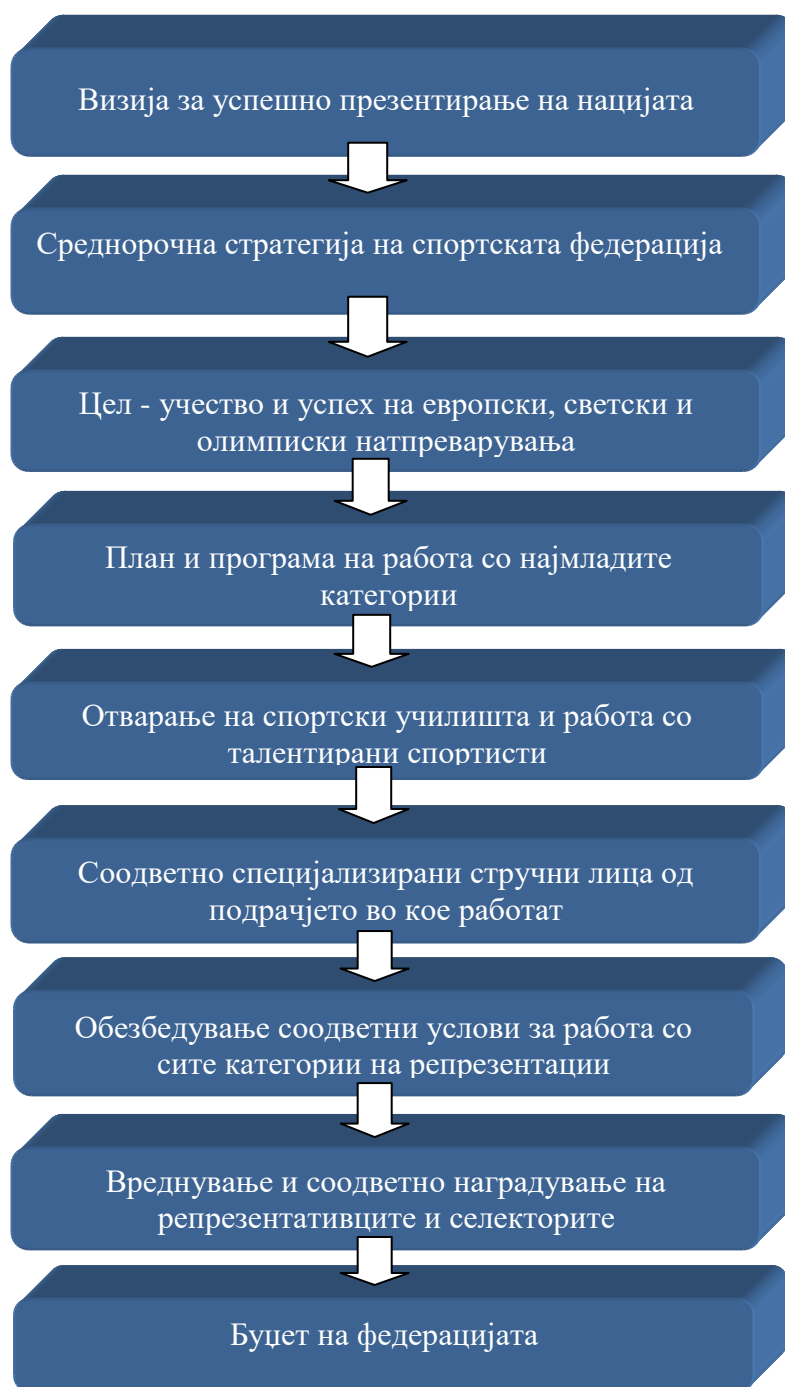 Визија за успешно презентирање на нацијата
Среднорочна стратегија на спортската федерација
Цел - учество и успех на европски, светски и
олимписки натпреварувања
План и програма на работа со најмладите
категории
Отварање на спортски училишта и работа со
талентирани спортисти
Соодветно специјализирани стручни лица од
подрачјето во кое работат
Обезбедување соодветни услови за работа со
сите категории на репрезентации
Вреднување и соодветно наградување на
репрезентативците и селекторите
Буџет на федерацијата